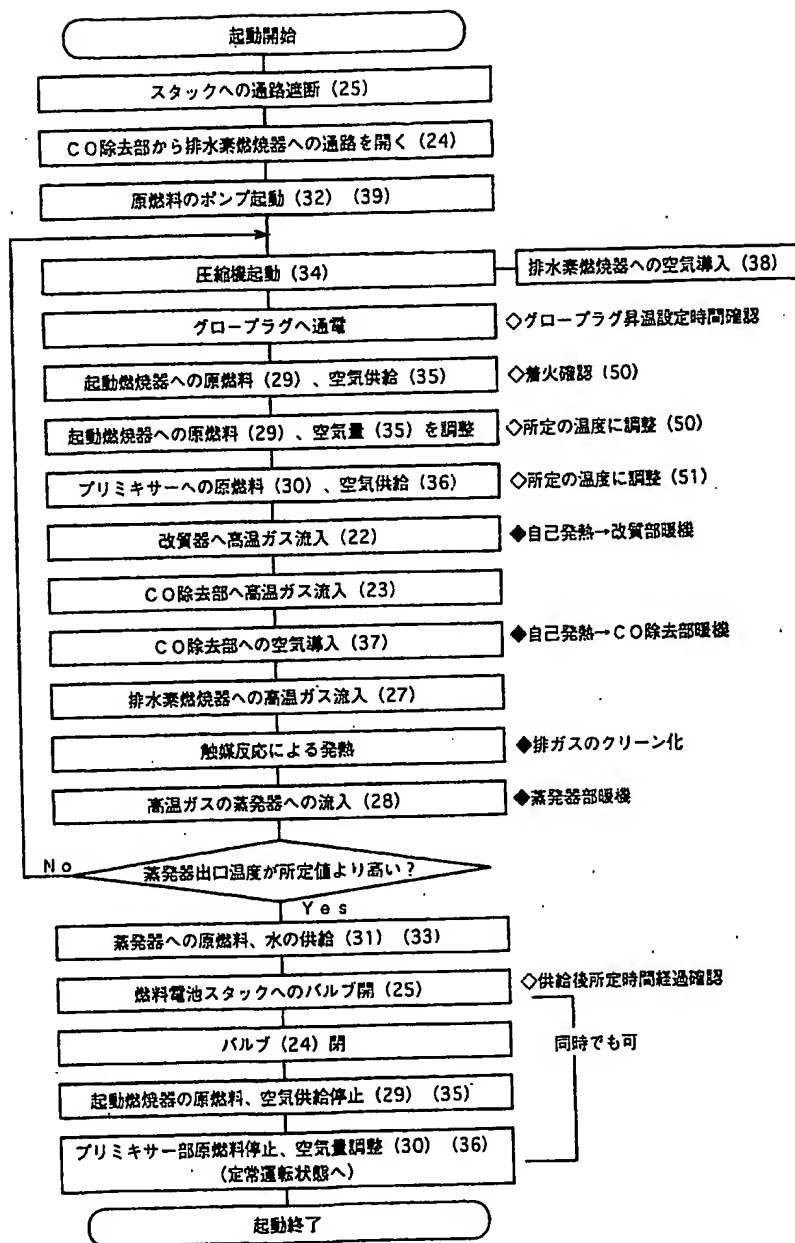 起動開始
スタックへの通路遮断 (25)
CO除去部から排水素燃焼器への通路を開く (24)
原燃料のポンプ起動 (32) (39)
圧縮機起動 (34)
排水素燃焼器への空気導入 (38)
グロープラグへ通電
◇グロープラグ昇温設定時間確認
起動燃焼器への原燃料 (29)、空気供給 (35)
◇着火確認 (50)
起動燃焼器への原燃料 (29)、空気量 (35) を調整
◇所定の温度に調整 (50)
プリミキサーへの原燃料 (30)、空気供給 (36)
◇所定の温度に調整 (51)
改質器へ高温ガス流入 (22)
◆自己発熱→改質部暖機
CO除去部へ高温ガス流入 (23)
CO除去部への空気導入 (37)
◆自己発熱→CO除去部暖機
排水素燃焼器への高温ガス流入 (27)
触媒反応による発熱
◆排ガスのクリーン化
高温ガスの蒸発器への流入 (28)
◆蒸発器部暖機
No
蒸発器出口温度が所定値より高い?
Yes
蒸発器への原燃料、水の供給 (31) (33)
燃料電池スタックへのバルブ開 (25)
◇供給後所定時間経過確認
バルブ (24) 閉
同時でも可
起動燃焼器の原燃料、空気供給停止 (29) (35)
プリミキサー部原燃料停止、空気量調整 (30) (36)
(定常運転状態へ)
起動終了